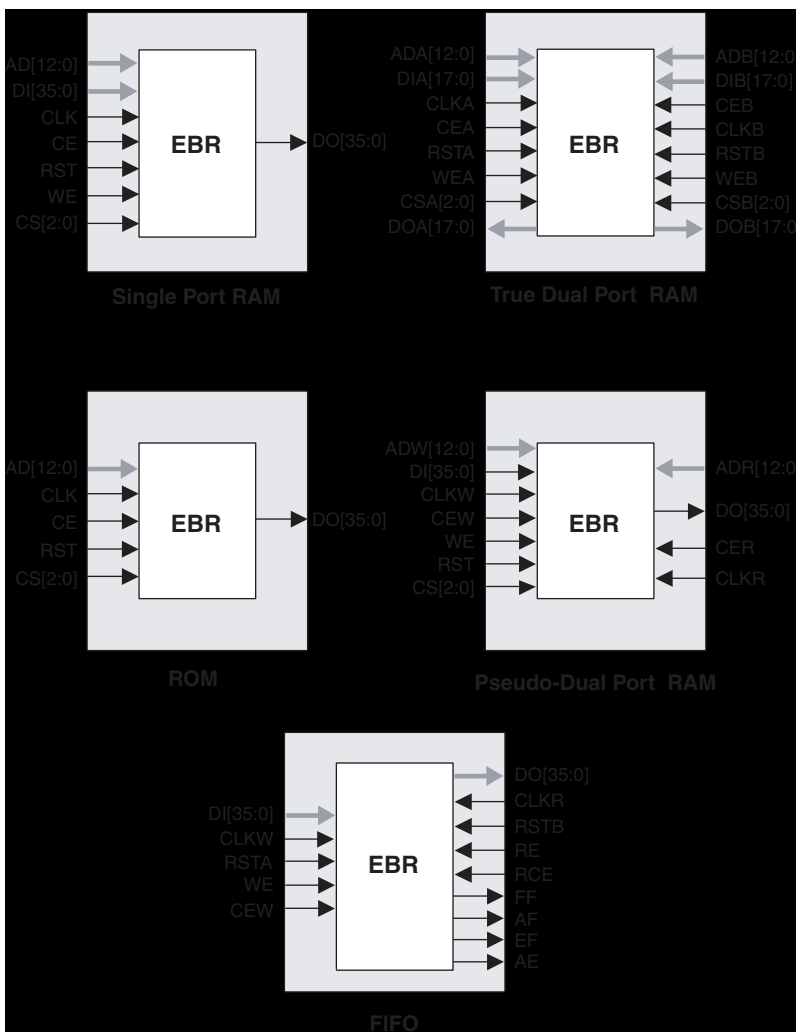 AD[12:0]
DI[35:0]
CLK
CE
RST
WE
CS[2:0]
EBR
DO[35:0]
Single Port RAM
ADA[12:0]
DIA[17:0]
CLKA
CEA
RSTA
WEA
CSA[2:0]
DOA[17:0]
EBR
ADB[12:0
DIB[17:0]
CEB
CLKB
RSTB
WEB
CSB[2:0]
DOB[17:0
True Dual Port RAM
AD[12:0]
CLK
CE
RST
CS[2:0]
EBR
DO[35:0]
ROM
ADW[12:0]
DI[35:0]
CLKW
CEW
WE
RST
CS[2:0]
EBR
ADR[12:0
DO[35:0]
CER
CLKR
Pseudo-Dual Port RAM
DI[35:0]
CLKW
RSTA
WE
CEW
EBR
DO[35:0]
CLKR
RSTB
RE
RCE
FF
AF
EF
AE
FIFO